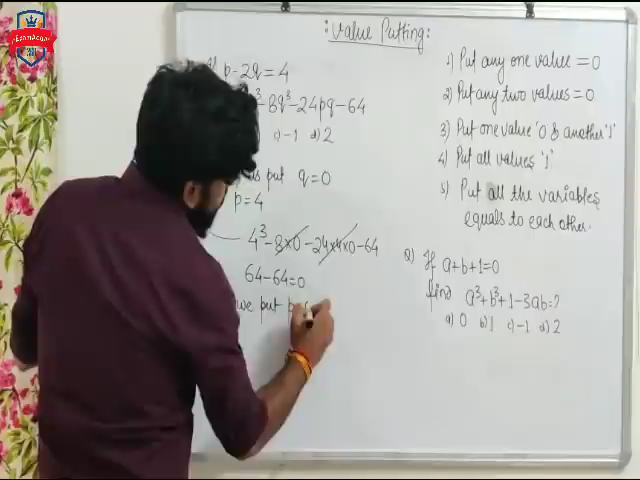 eExamAcqua
: Value Putting :
p-2q = 4
³-8q³-24pq-64
c) -1 d) 2
us put q=0
p=4
4³-8×0-24×4×0-64
64-64=0
we put p
1) Put any one value = 0
2) Put any two values = 0
3) Put one value '0' & another '1'
4) Put all values '1'
5) Put all the variables
equals to each other.
Q) If a+b+1=0
find a³+b³+1-3ab=?
a) 0 b) 1 c) -1 d) 2